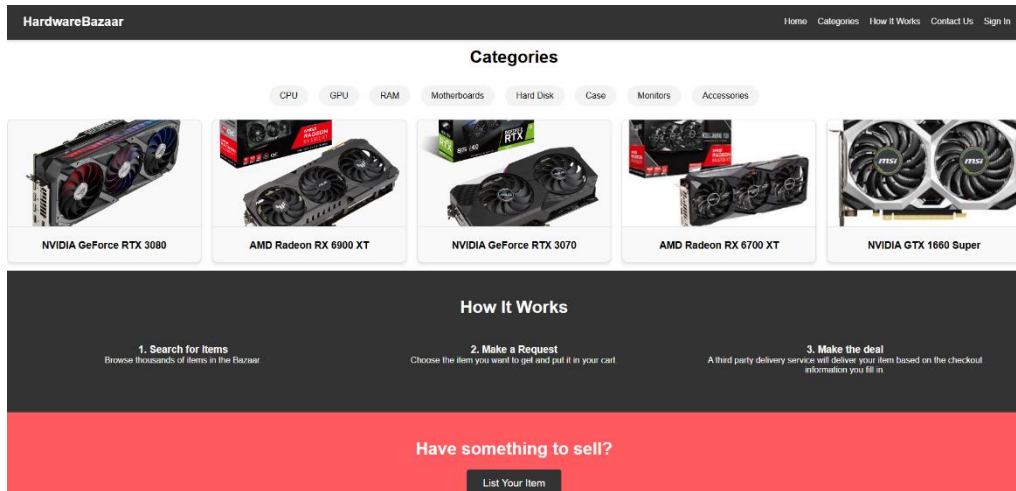 HardwareBazaar
Home Categories How It Works Contact Us Sign In
Categories
CPU GPU RAM Motherboards Hard Disk Case Monitors Accessories
RTX
msi msi
NVIDIA GeForce RTX 3080 AMD Radeon RX 6900 XT NVIDIA GeForce RTX 3070 AMD Radeon RX 6700 XT NVIDIA GTX 1660 Super
How It Works
1. Search for Items
Browse thousands of items in the Bazaar.
2. Make a Request
Choose the item you want to get and put it in your cart.
3. Make the deal
A third party delivery service will deliver your item based on the checkout
information you fill in.
Have something to sell?
List Your Item